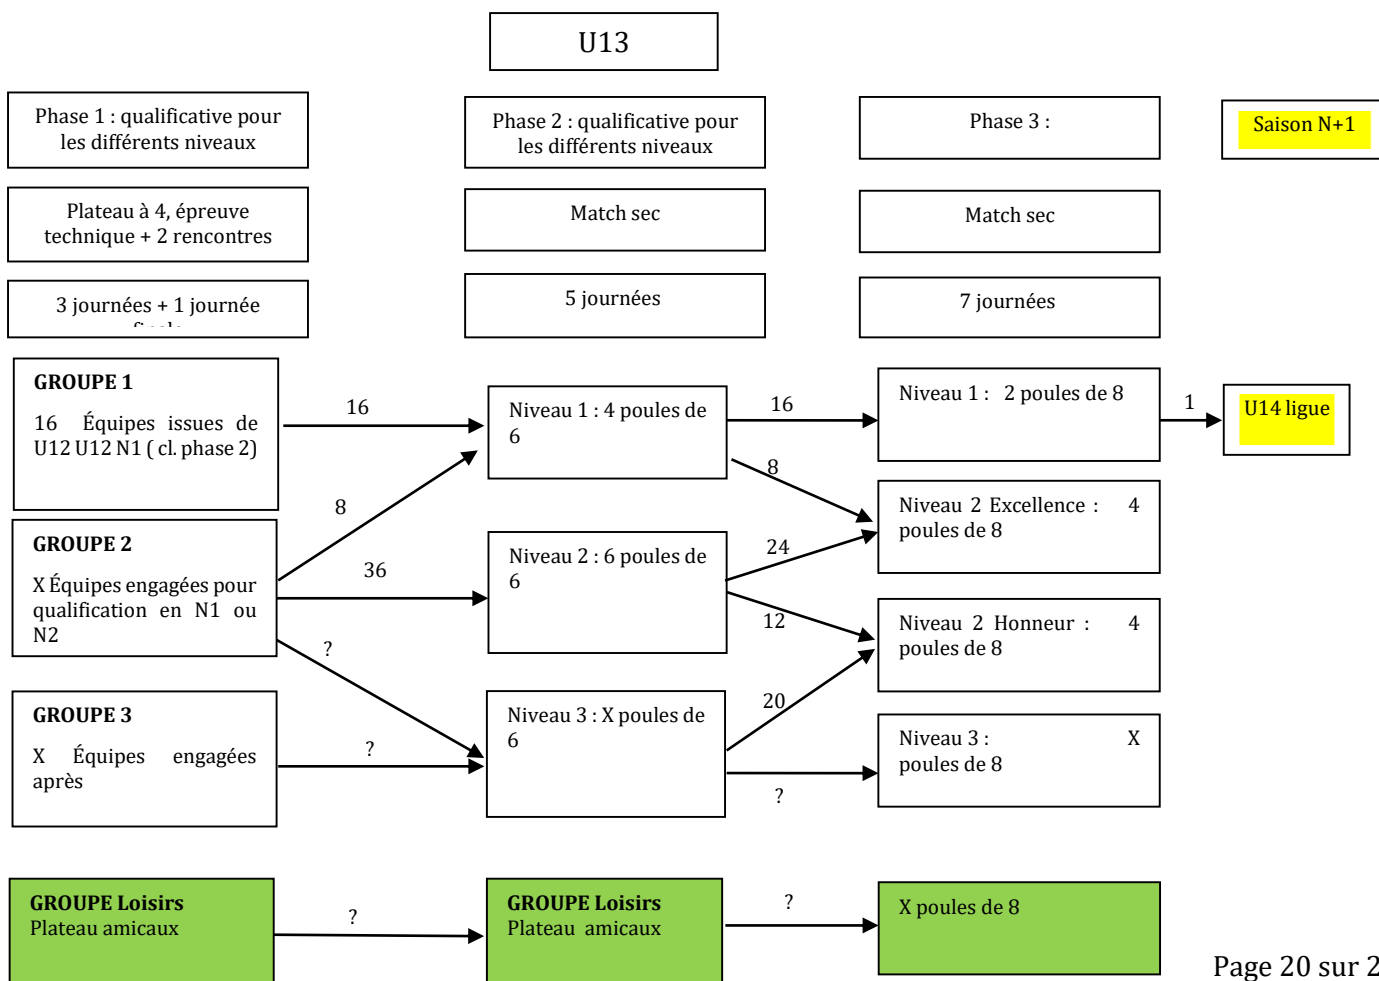 U13
Phase 1 : qualificative pour
les différents niveaux
Phase 2 : qualificative pour
les différents niveaux
Phase 3 :
Saison N+1
Plateau à 4, épreuve
technique + 2 rencontres
Match sec
Match sec
3 journées + 1 journée
5 journées
7 journées
GROUPE 1
16 Équipes issues de
U12 U12 N1 ( cl. phase 2)
16
Niveau 1 : 4 poules de
6
16
Niveau 1 : 2 poules de 8
1
U14 ligue
8
8
Niveau 2 Excellence : 4
poules de 8
GROUPE 2
X Équipes engagées pour
qualification en N1 ou
N2
36
Niveau 2 : 6 poules de
6
24
12
Niveau 2 Honneur : 4
poules de 8
?
20
GROUPE 3
X Équipes engagées
après
?
Niveau 3 : X poules de
6
?
Niveau 3 : X
poules de 8
GROUPE Loisirs
Plateau amicaux
?
GROUPE Loisirs
Plateau amicaux
?
X poules de 8
Page 20 sur 2